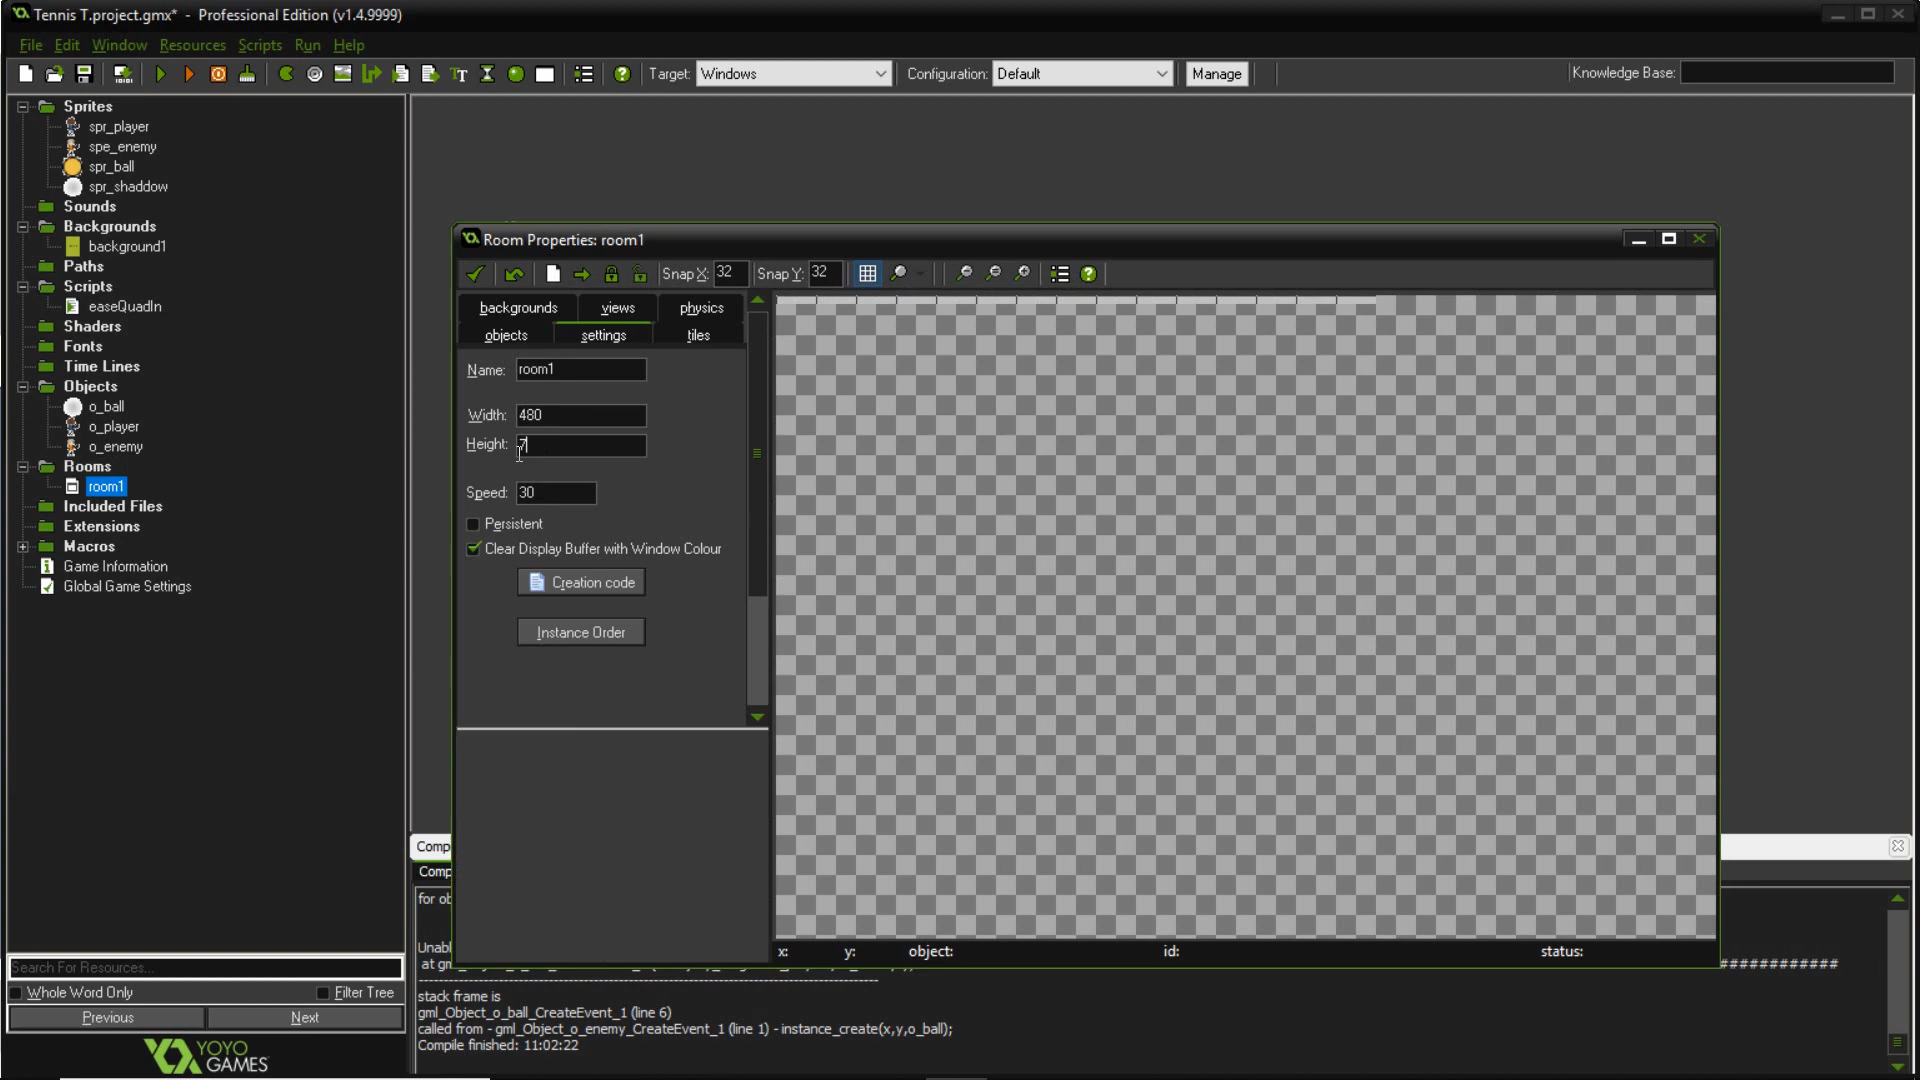 Tennis T.project.gmx* - Professional Edition (v1.4.9999)
File Edit Window Resources Scripts Run Help
Target: Windows Configuration: Default Manage Knowledge Base:
Sprites
spr_player
spe_enemy
spr_ball
spr_shaddow
Sounds
Backgrounds
background1
Paths
Scripts
easeQuadIn
Shaders
Fonts
Time Lines
Objects
o_ball
o_player
o_enemy
Rooms
room1
Included Files
Extensions
Macros
Game Information
Global Game Settings
Search For Resources...
Whole Word Only Filter Tree
Previous Next
YOYO
GAMES
Room Properties: room1
Snap X: 32 Snap Y: 32
backgrounds views physics
objects settings tiles
Name: room1
Width: 480
Height: 7
Speed: 30
Persistent
Clear Display Buffer with Window Colour
Creation code
Instance Order
x: y: object: id: status:
Comp
Comp
for ob
Unabl
############
stack frame is
gml_Object_o_ball_CreateEvent_1 (line 6)
called from - gml_Object_o_enemy_CreateEvent_1 (line 1) - instance_create(x,y,o_ball);
Compile finished: 11:02:22